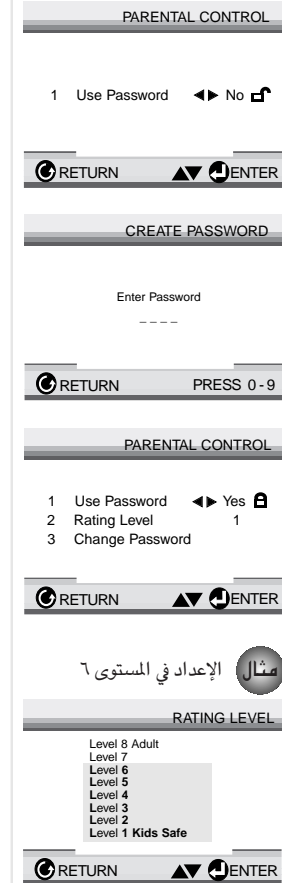 PARENTAL CONTROL
1 Use Password ◀▶ No
RETURN ▲▼ ENTER
CREATE PASSWORD
Enter Password
_ _ _ _
RETURN PRESS 0 - 9
PARENTAL CONTROL
1 Use Password ◀▶ Yes
2 Rating Level 1
3 Change Password
RETURN ▲▼ ENTER
مثال الإعداد في المستوى ٦
RATING LEVEL
Level 8 Adult
Level 7
Level 6
Level 5
Level 4
Level 3
Level 2
Level 1 Kids Safe
RETURN ▲▼ ENTER